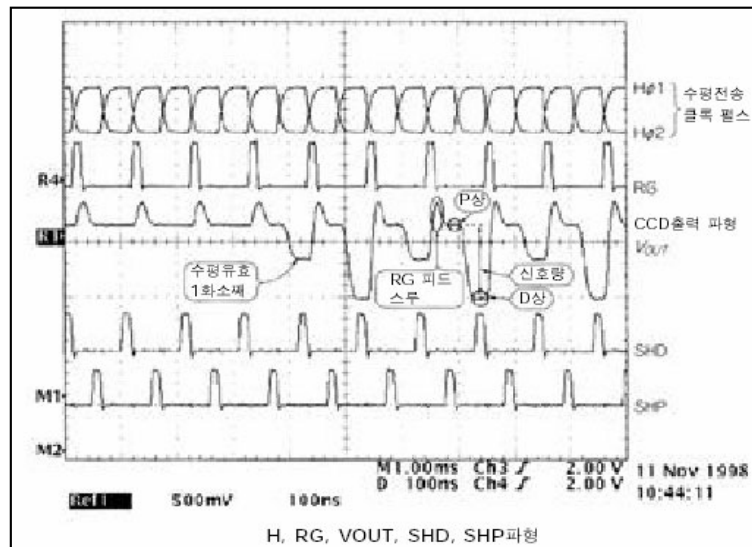 Hφ1
수평전송
클록 펄스
Hφ2
R4
RG
P상
CCD출력 파형
R1
VOUT
수평유효
1화소째
RG 피드
스루
신호량
D상
SHD
M1
SHP
M2
M1.00ms Ch3 ƒ 2.00 V
D 100ns Ch4 ƒ 2.00 V
11 Nov 1998
10:44:11
Ref1 500mV 100ns
H, RG, VOUT, SHD, SHP파형